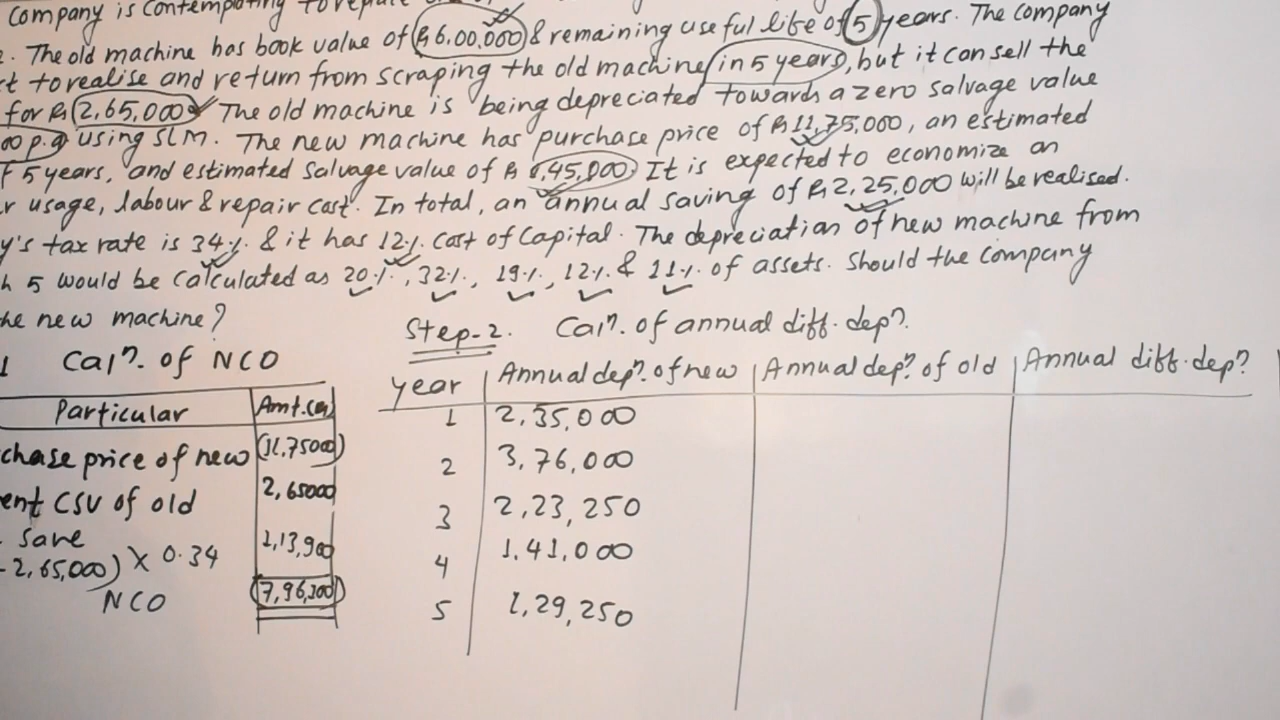 Company is contemplating to replace
. The old machine has book value of ₨ 6,00,000 & remaining useful life of 5 years. The company
ct to realise and return from scraping the old machine in 5 years, but it can sell the
for ₨ 2,65,000 The old machine is being depreciated towards a zero salvage value
00 p.a using SLM. The new machine has purchase price of ₨ 11,75,000, an estimated
f 5 years, and estimated salvage value of ₨ 1,45,000. It is expected to economize on
r usage, labour & repair cost. In total, an annual saving of ₨ 2,25,000 will be realised.
y's tax rate is 34%. & it has 12%. cost of Capital. The depreciation of new machine from
h 5 would be calculated as 20%, 32%, 19%, 12% & 11% of assets. Should the company
he new machine?
1 Calⁿ. of NCO
Particular Amt.(₨)
chase price of new (11,75000)
ent CSV of old 2,65000
save
- 2,65,000) X 0.34 1,13,900
NCO (7,96,100)
Step-2. Calⁿ. of annual diff. depⁿ.
year Annual depⁿ. of new Annual depⁿ. of old Annual diff. depⁿ.
1 2,35,000
2 3,76,000
3 2,23,250
4 1,41,000
5 1,29,250